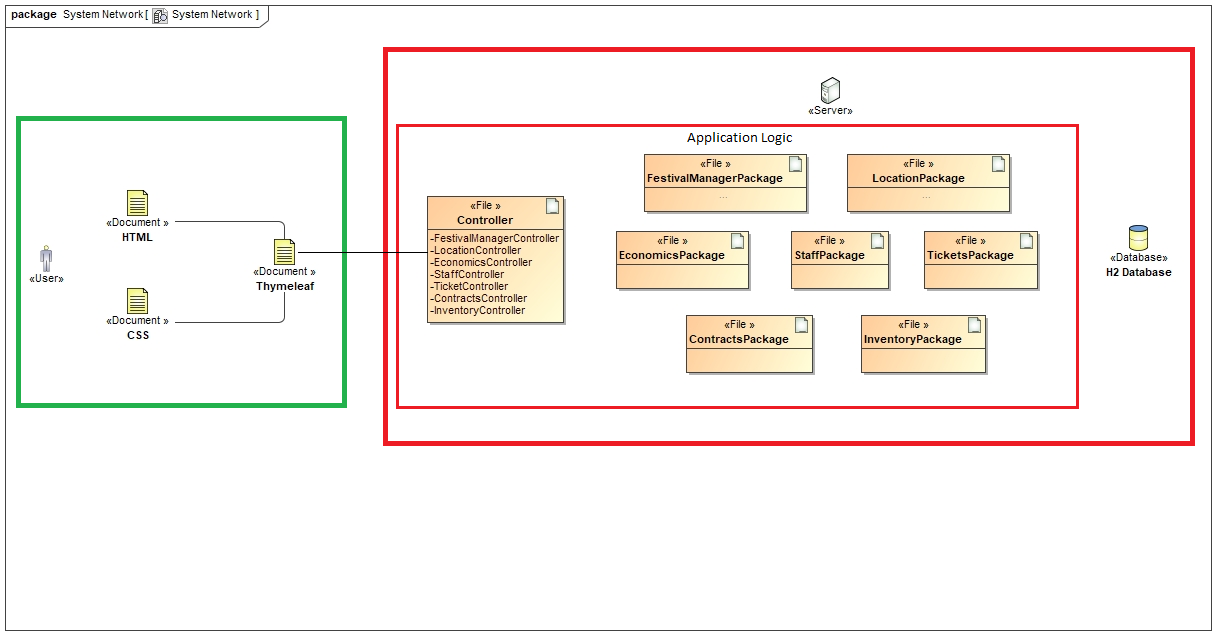 package System Network[ System Network ]
«Server»
Application Logic
«File »
FestivalManagerPackage
...
«File »
LocationPackage
...
«Document »
HTML
«File »
Controller
-FestivalManagerController
-LocationController
-EconomicsController
-StaffController
-TicketController
-ContractsController
-InventoryController
«File »
EconomicsPackage
«File »
StaffPackage
«File »
TicketsPackage
«User»
«Document »
Thymeleaf
«Database»
H2 Database
«Document »
CSS
«File »
ContractsPackage
«File »
InventoryPackage